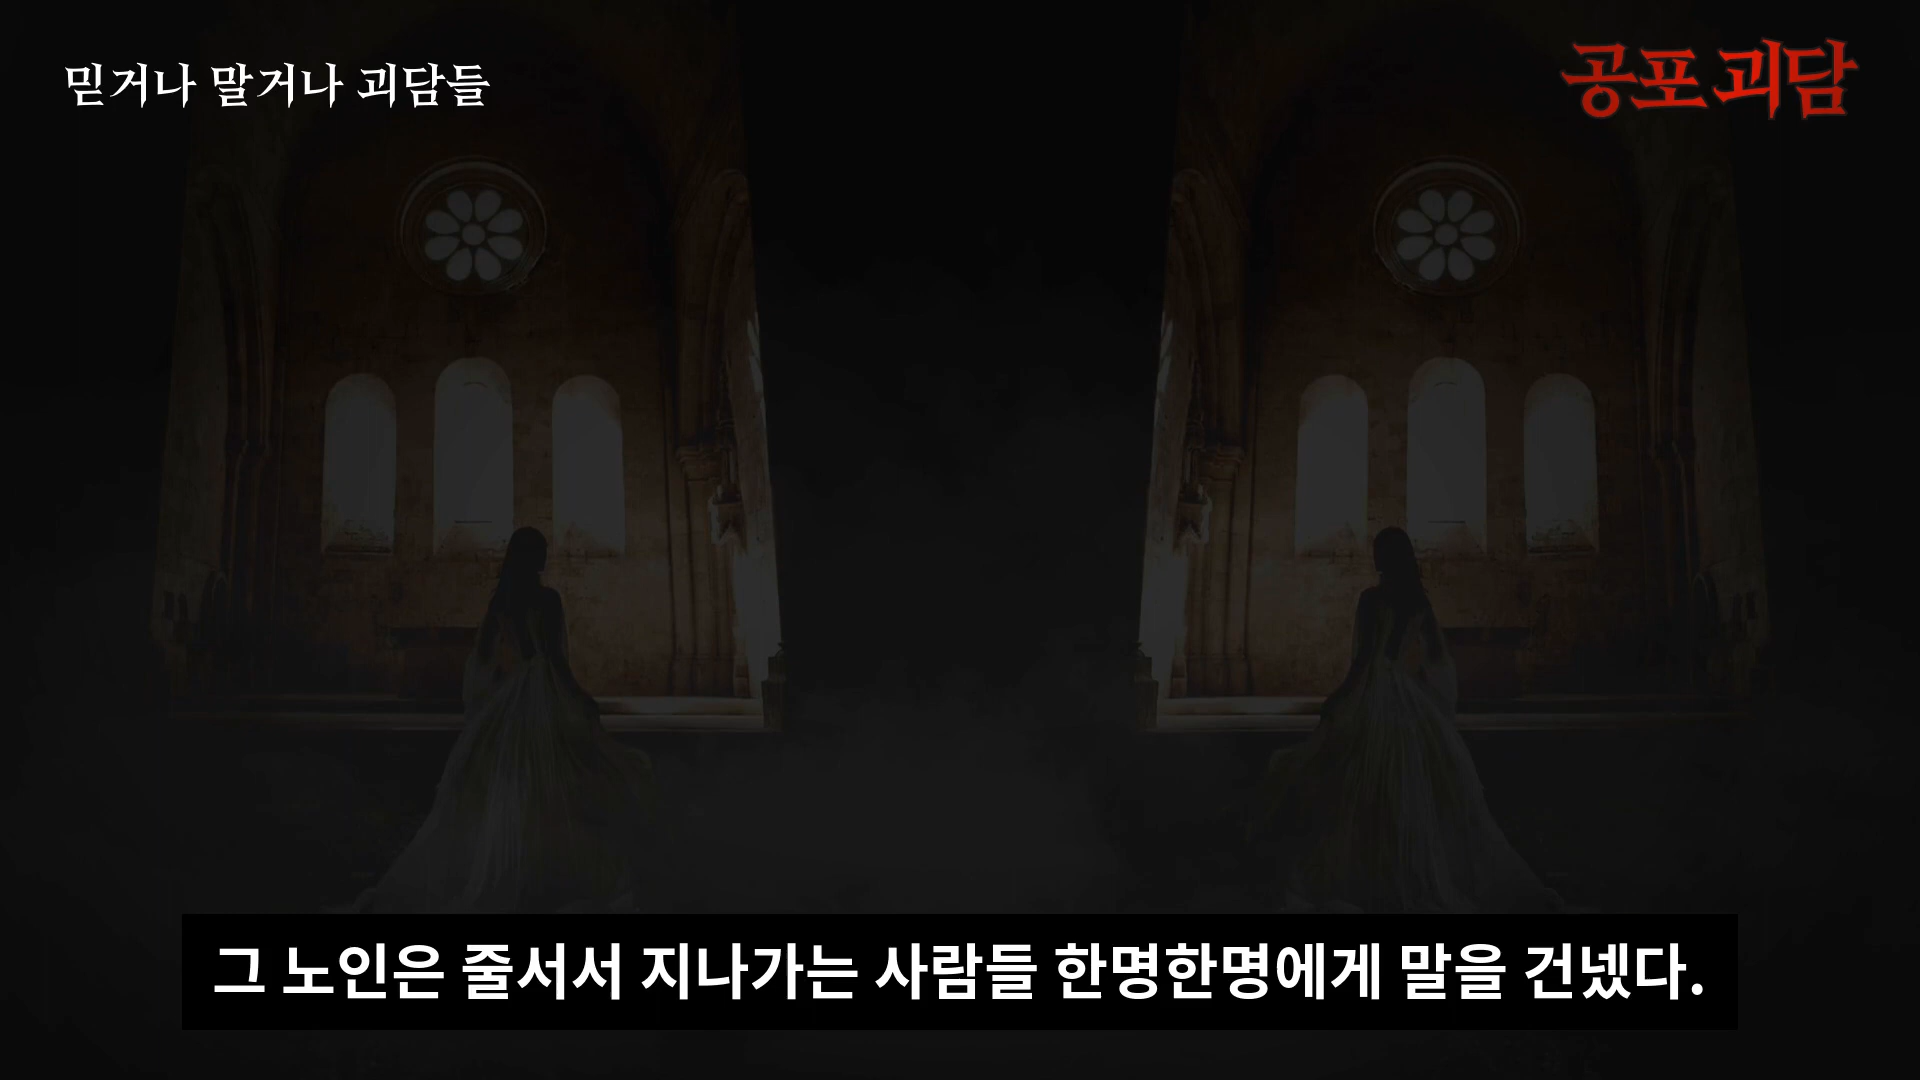 믿거나 말거나 괴담들
공포 괴담
그 노인은 줄서서 지나가는 사람들 한명한명에게 말을 건넸다.